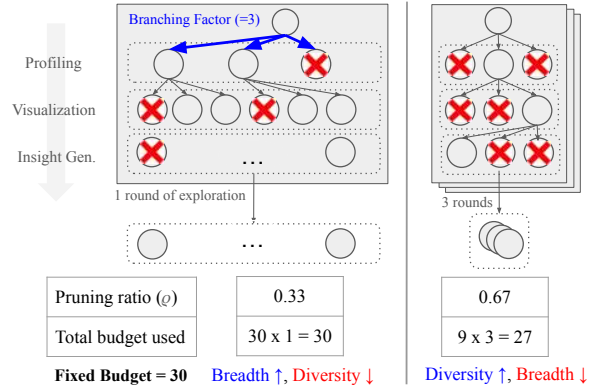 Branching Factor (=3)
Profiling
Visualization
Insight Gen.
...
1 round of exploration
3 rounds
...
Pruning ratio (ϱ)
0.33
0.67
Total budget used
30 x 1 = 30
9 x 3 = 27
Fixed Budget = 30
Breadth ↑, Diversity ↓
Diversity ↑, Breadth ↓